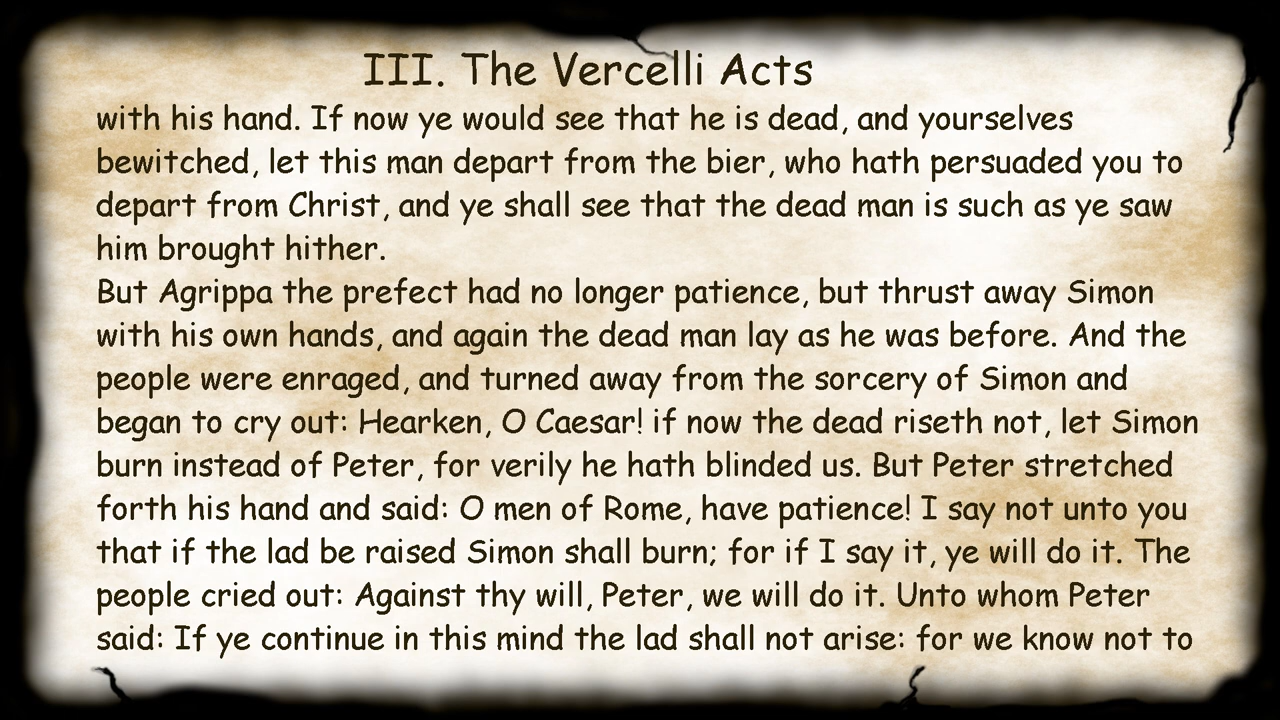 III. The Vercelli Acts
with his hand. If now ye would see that he is dead, and yourselves
bewitched, let this man depart from the bier, who hath persuaded you to
depart from Christ, and ye shall see that the dead man is such as ye saw
him brought hither.
But Agrippa the prefect had no longer patience, but thrust away Simon
with his own hands, and again the dead man lay as he was before. And the
people were enraged, and turned away from the sorcery of Simon and
began to cry out: Hearken, O Caesar! if now the dead riseth not, let Simon
burn instead of Peter, for verily he hath blinded us. But Peter stretched
forth his hand and said: O men of Rome, have patience! I say not unto you
that if the lad be raised Simon shall burn; for if I say it, ye will do it. The
people cried out: Against thy will, Peter, we will do it. Unto whom Peter
said: If ye continue in this mind the lad shall not arise: for we know not to